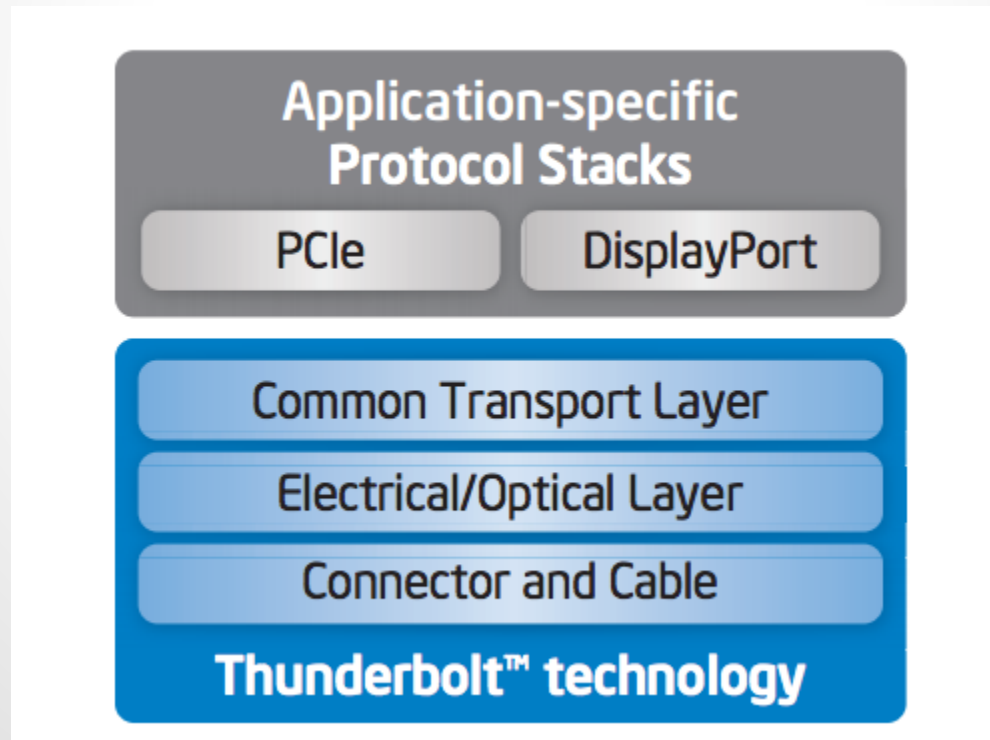 Application-specific
Protocol Stacks
PCIe
DisplayPort
Common Transport Layer
Electrical/Optical Layer
Connector and Cable
Thunderbolt™ technology